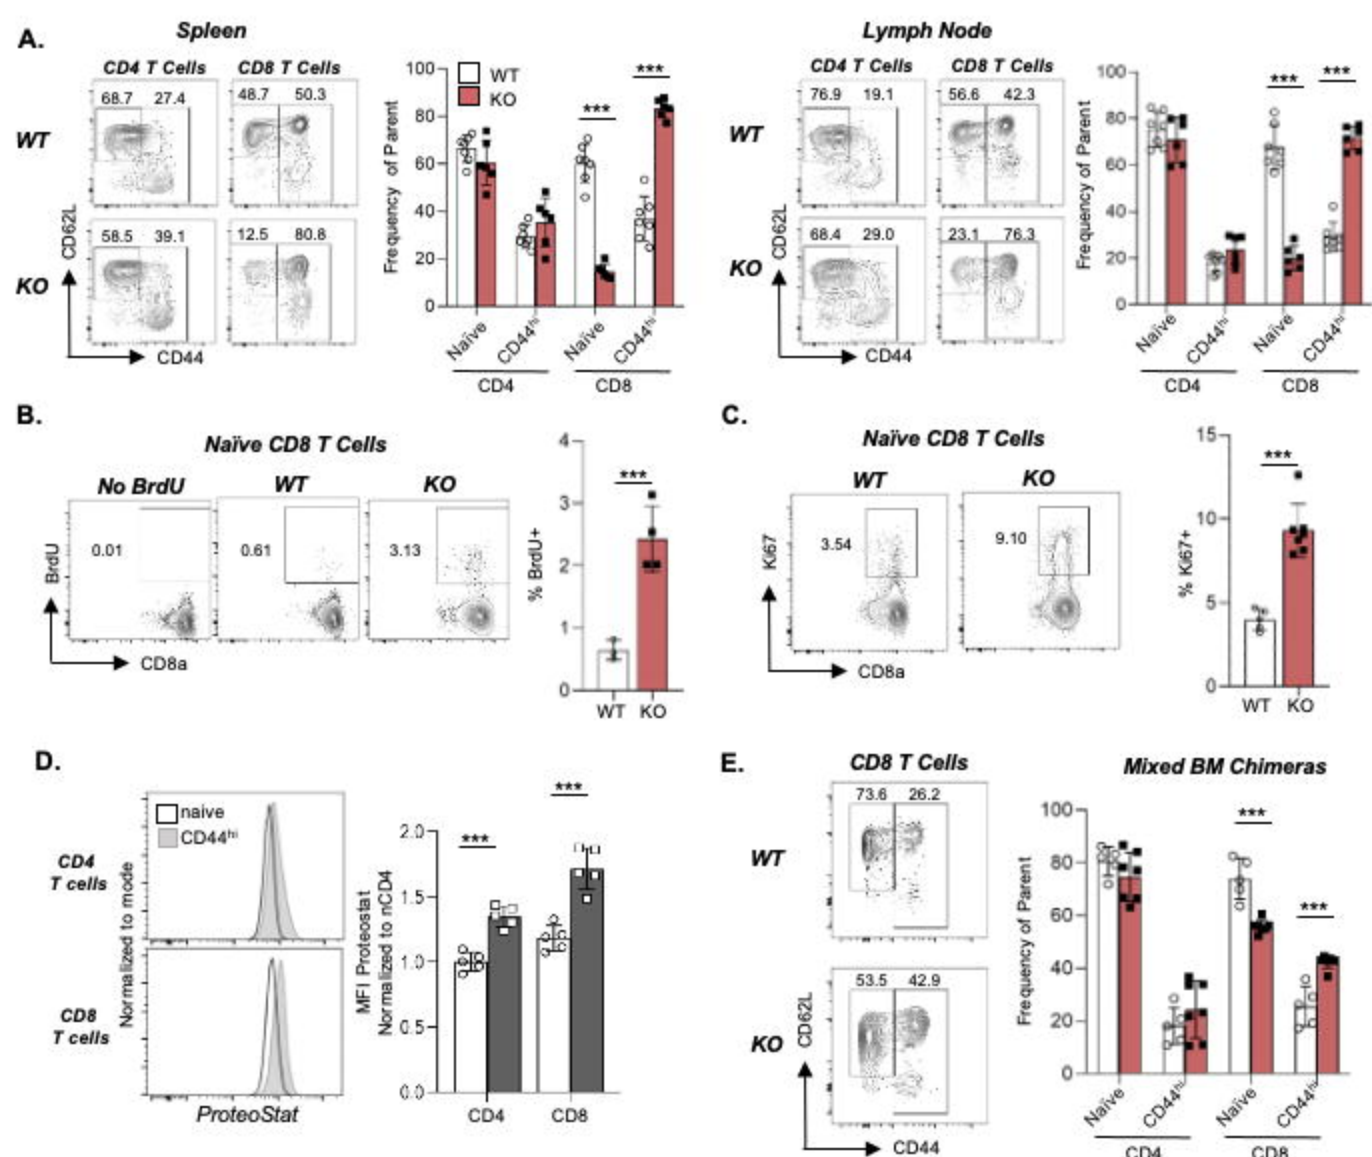 A.
Spleen
CD4 T Cells
CD8 T Cells
68.7 27.4
48.7 50.3
WT
58.5 39.1
12.5 80.8
KO
CD62L
CD44
Frequency of Parent
100
80
60
40
20
0
WT
KO
***
***
Naïve
CD44hi
Naïve
CD44hi
CD4
CD8
Lymph Node
CD4 T Cells
CD8 T Cells
76.9 19.1
56.6 42.3
WT
68.4 29.0
23.1 76.3
KO
CD62L
CD44
Frequency of Parent
100
80
60
40
20
0
***
***
Naïve
CD44hi
Naïve
CD44hi
CD4
CD8
B.
Naïve CD8 T Cells
No BrdU
WT
KO
0.01
0.61
3.13
BrdU
CD8a
% BrdU+
4
3
2
1
0
***
WT
KO
C.
Naïve CD8 T Cells
WT
KO
3.54
9.10
Ki67
CD8a
% Ki67+
15
10
5
0
***
WT
KO
D.
naive
CD44hi
CD4
T cells
CD8
T cells
Normalized to mode
ProteoStat
MFI Proteostat
Normalized to nCD4
2.0
1.5
1.0
0.5
0.0
***
***
CD4
CD8
E.
CD8 T Cells
73.6 26.2
WT
53.5 42.9
KO
CD62L
CD44
Mixed BM Chimeras
Frequency of Parent
100
80
60
40
20
0
***
***
Naïve
CD44hi
Naïve
CD44hi
CD4
CD8